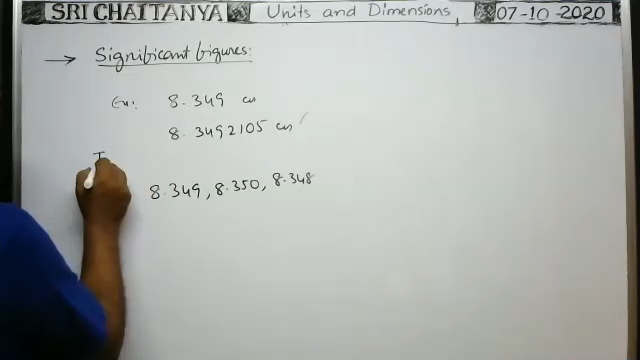 SRI CHAITANYA Units and Dimensions 07-10-2020
→ Significant figures:
Ex: 8.349 cm
8.3492105 cm
I
8.349, 8.350, 8.348